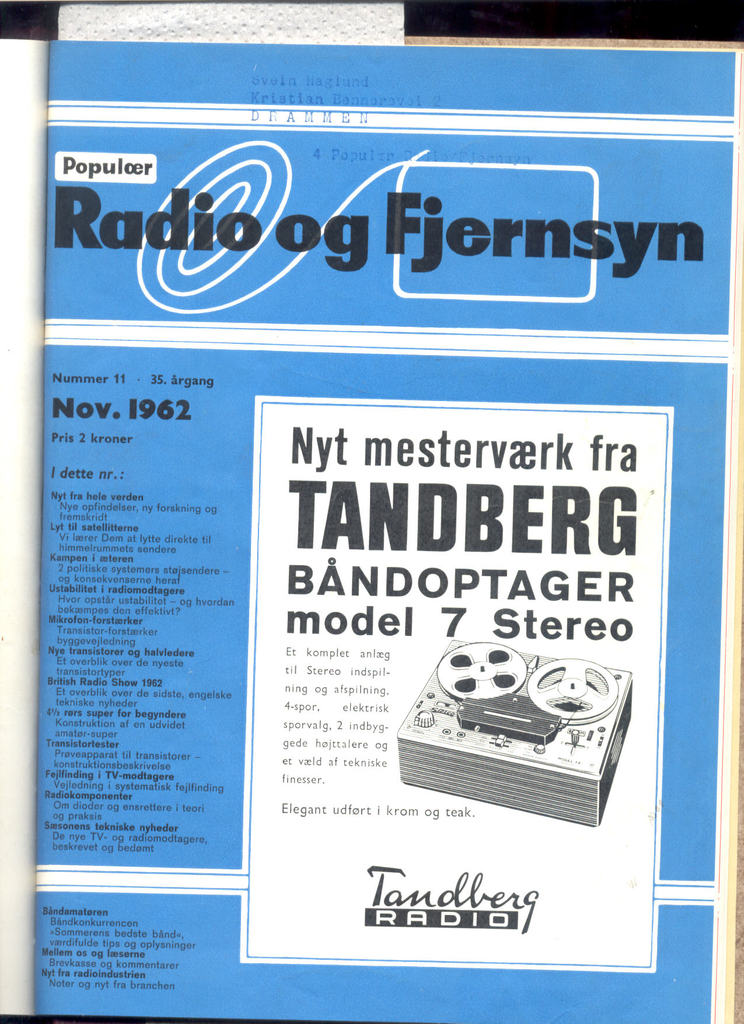 Svein Haglund
Kristian
DRAMMEN
4 Populær
Populær
Radio og Fjernsyn
Nummer 11 · 35. årgang
Nov. 1962
Pris 2 kroner
I dette nr.:
Nyt fra hele verden
Nye opfindelser, ny forskning og
fremskridt
Lyt til satellitterne
Vi lærer Dem at lytte direkte til
himmelrummets sendere
Kampen i æteren
2 politiske systemers støjsendere –
og konsekvenserne heraf
Ustabilitet i radiomodtagere
Hvor opstår ustabilitet – og hvordan
bekæmpes den effektivt?
Mikrofon-forstærker
Transistor-forstærker
byggevejledning
Nye transistorer og halvledere
Et overblik over de nyeste
transistortyper
British Radio Show 1962
Et overblik over de sidste, engelske
tekniske nyheder
4½ rørs super for begyndere
Konstruktion af en udvidet
amatør-super
Transistortester
Prøveapparat til transistorer –
konstruktionsbeskrivelse
Fejlfinding i TV-modtagere
Vejledning i systematisk fejlfinding
Radiokomponenter
Om dioder og ensrettere i teori
og praksis
Sæsonens tekniske nyheder
De nye TV- og radiomodtagere,
beskrevet og bedømt
Båndamatøren
Båndkonkurrencen
»Sommerens bedste bånd«,
værdifulde tips og oplysninger
Mellem os og læserne
Brevkasse og kommentarer
Nyt fra radioindustrien
Noter og nyt fra branchen
Nyt mesterværk fra
TANDBERG
BÅNDOPTAGER
model 7 Stereo
Et komplet anlæg
til Stereo indspil-
ning og afspilning,
4-spor, elektrisk
sporvalg, 2 indbyg-
gede højttalere og
et væld af tekniske
finesser.
Elegant udført i krom og teak.
Tandberg
RADIO